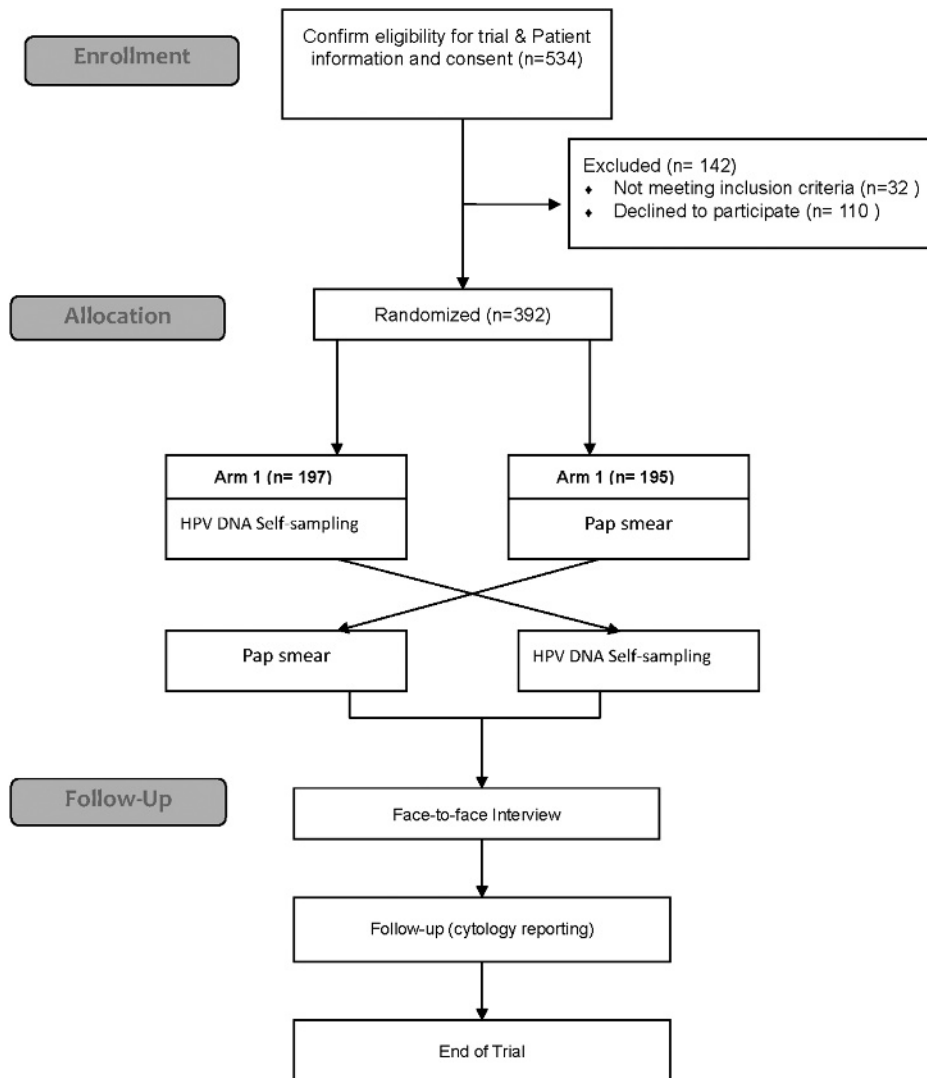 Enrollment
Confirm eligibility for trial & Patient
information and consent (n=534)
Excluded (n= 142)
♦ Not meeting inclusion criteria (n=32 )
♦ Declined to participate (n= 110 )
Allocation
Randomized (n=392)
Arm 1 (n= 197)
HPV DNA Self-sampling
Arm 1 (n= 195)
Pap smear
Pap smear
HPV DNA Self-sampling
Follow-Up
Face-to-face Interview
Follow-up (cytology reporting)
End of Trial